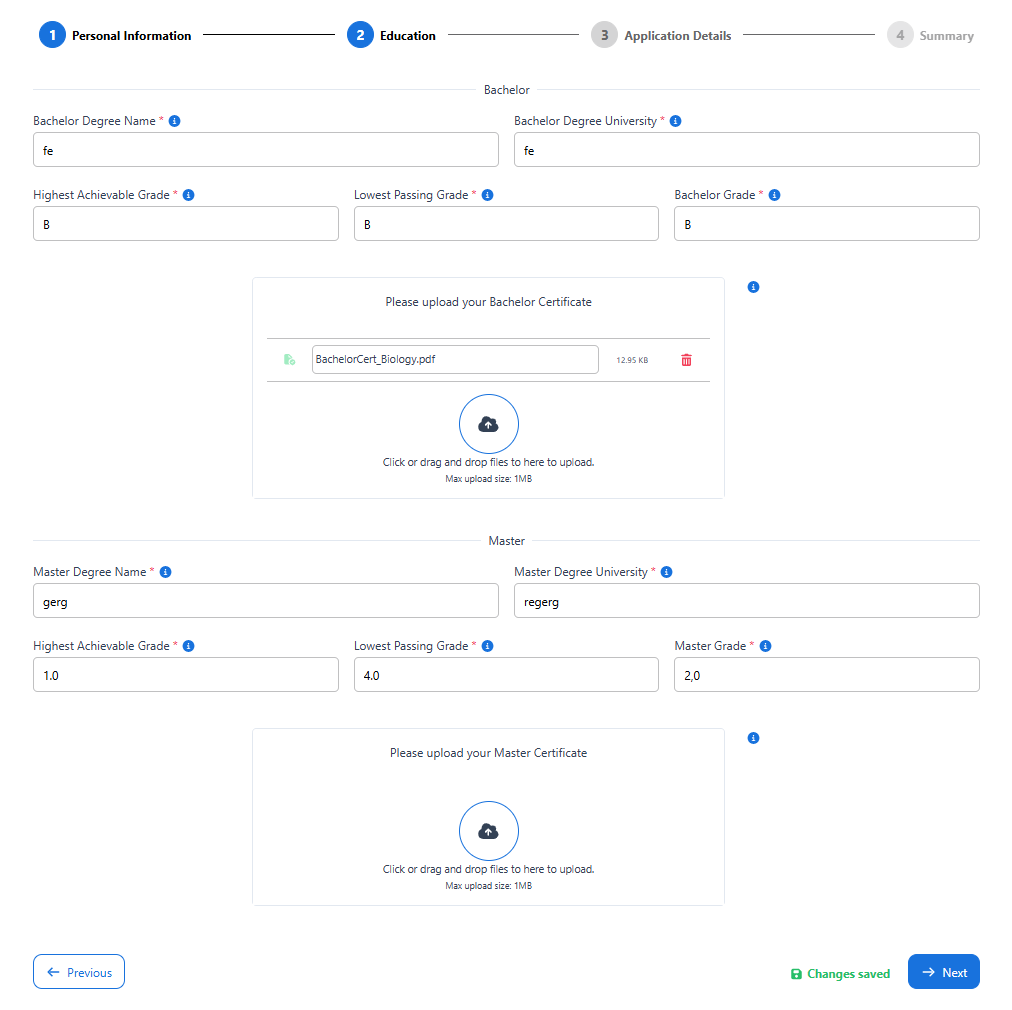 1 Personal Information 2 Education 3 Application Details 4 Summary
Bachelor
Bachelor Degree Name * Bachelor Degree University *
fe fe
Highest Achievable Grade * Lowest Passing Grade * Bachelor Grade *
B B B
Please upload your Bachelor Certificate
BachelorCert_Biology.pdf 12.95 KB
Click or drag and drop files to here to upload.
Max upload size: 1MB
Master
Master Degree Name * Master Degree University *
gerg regerg
Highest Achievable Grade * Lowest Passing Grade * Master Grade *
1.0 4.0 2,0
Please upload your Master Certificate
Click or drag and drop files to here to upload.
Max upload size: 1MB
Previous Changes saved Next